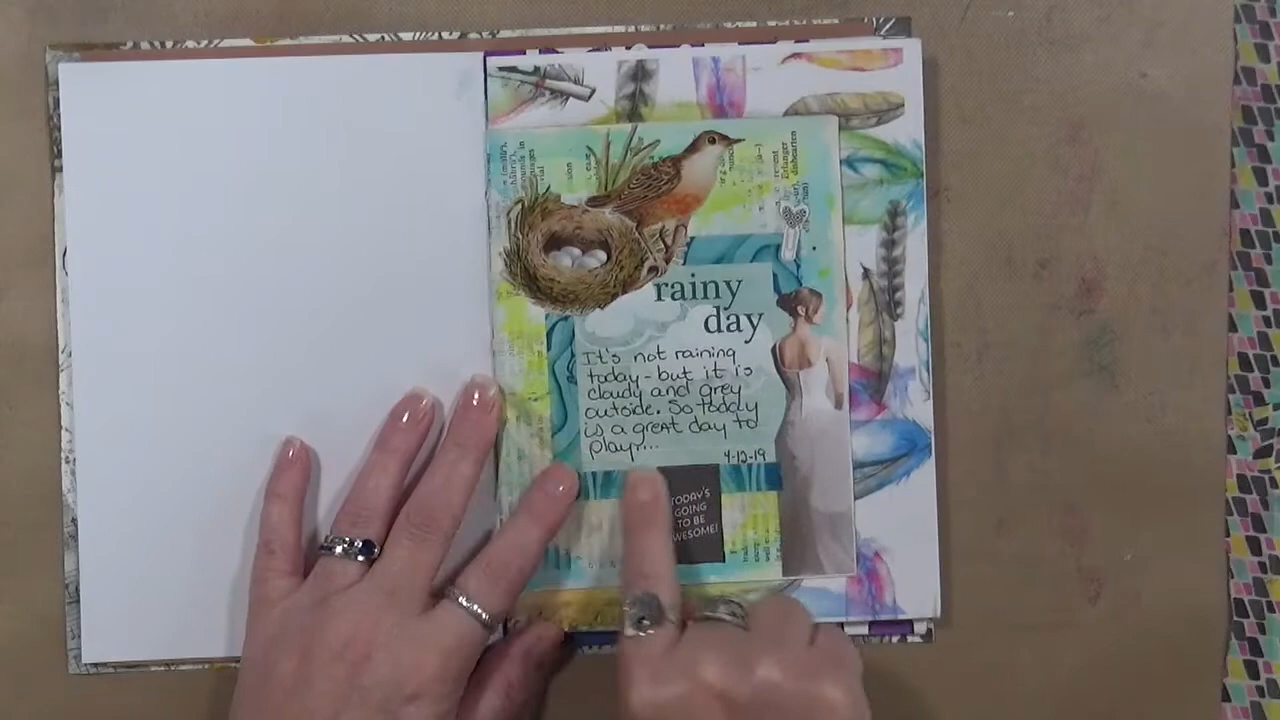 rainy
day
It's not raining
today-but it is
cloudy and grey
outside. So today
is a great day to
play....
4-12-19
TODAY'S
GOING
TO BE
AWESOME!